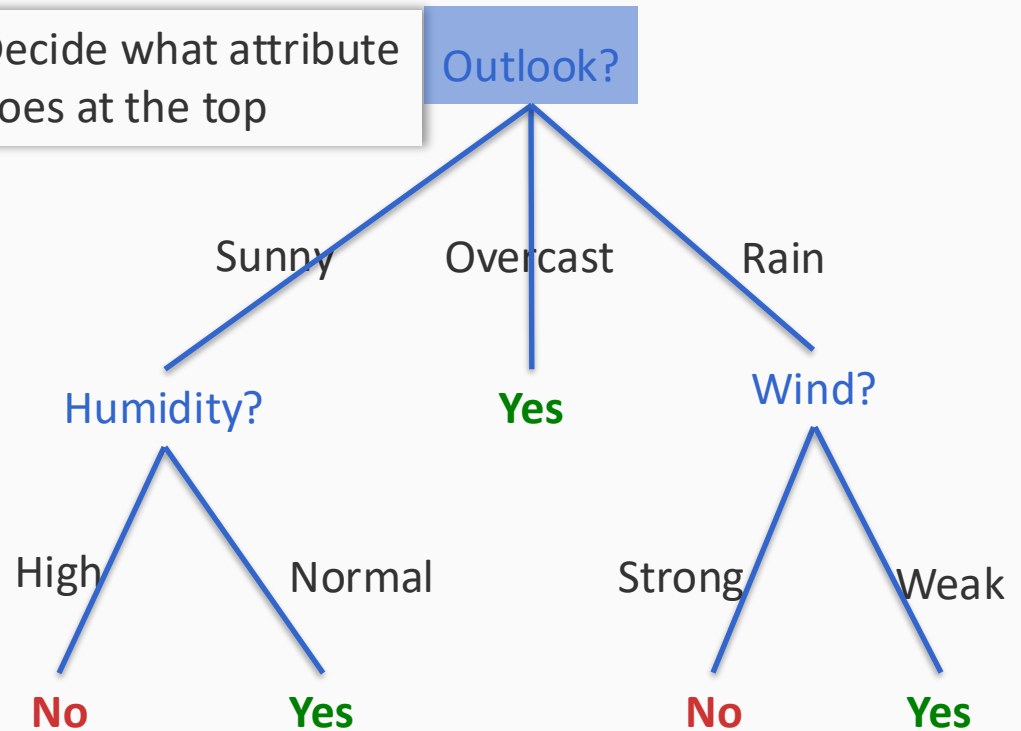 ecide what attribute
oes at the top
Outlook?
Sunny
Overcast
Rain
Humidity?
Yes
Wind?
High
Normal
Strong
Weak
No
Yes
No
Yes